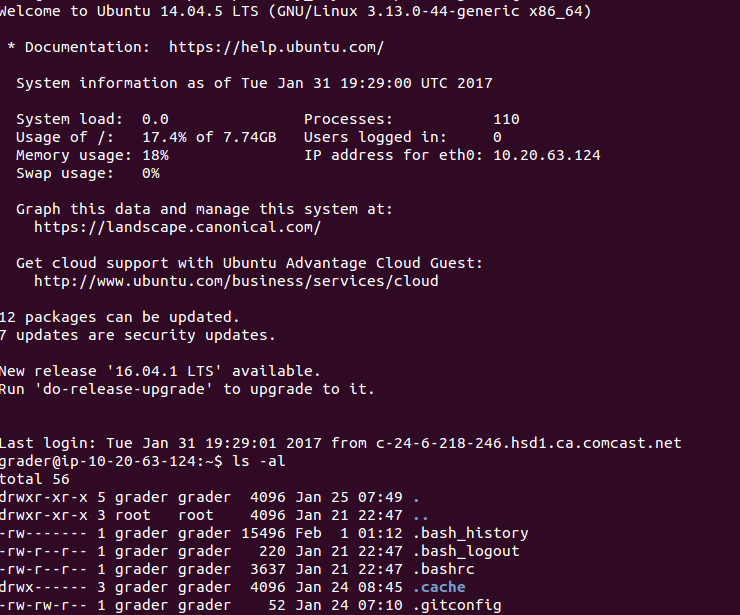 Welcome to Ubuntu 14.04.5 LTS (GNU/Linux 3.13.0-44-generic x86_64)
* Documentation:  https://help.ubuntu.com/
System information as of Tue Jan 31 19:29:00 UTC 2017
System load:  0.0               Processes:           110
Usage of /:   17.4% of 7.74GB   Users logged in:     0
Memory usage: 18%               IP address for eth0: 10.20.63.124
Swap usage:   0%
Graph this data and manage this system at:
https://landscape.canonical.com/
Get cloud support with Ubuntu Advantage Cloud Guest:
http://www.ubuntu.com/business/services/cloud
12 packages can be updated.
7 updates are security updates.
New release '16.04.1 LTS' available.
Run 'do-release-upgrade' to upgrade to it.
Last login: Tue Jan 31 19:29:01 2017 from c-24-6-218-246.hsd1.ca.comcast.net
grader@ip-10-20-63-124:~$ ls -al
total 56
drwxr-xr-x 5 grader grader  4096 Jan 25 07:49 .
drwxr-xr-x 3 root   root    4096 Jan 21 22:47 ..
-rw------- 1 grader grader 15496 Feb  1 01:12 .bash_history
-rw-r--r-- 1 grader grader   220 Jan 21 22:47 .bash_logout
-rw-r--r-- 1 grader grader  3637 Jan 21 22:47 .bashrc
drwx------ 3 grader grader  4096 Jan 24 08:45 .cache
-rw-rw-r-- 1 grader grader    52 Jan 24 07:10 .gitconfig